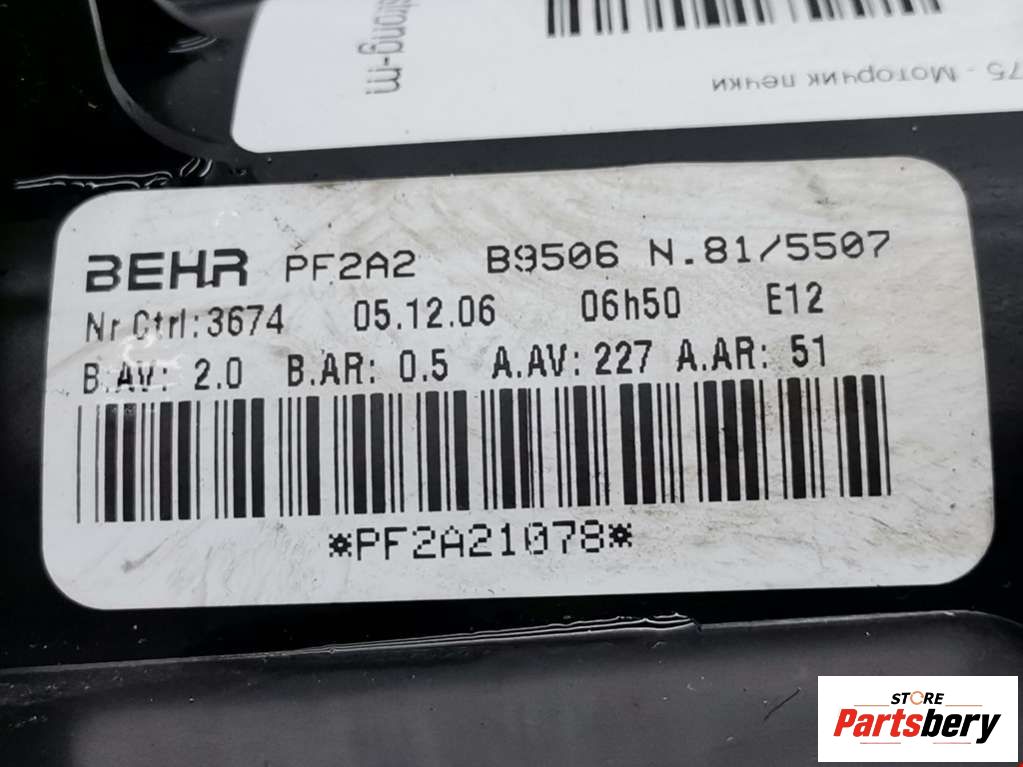 strong-m
75 - Моторчик печки
BEHR PF2A2 B9506 N.81/5507
Nr Ctrl:3674 05.12.06 06h50 E12
B.AV: 2.0 B.AR: 0.5 A.AV: 227 A.AR: 51
*PF2A21078*
STORE
Partsbery